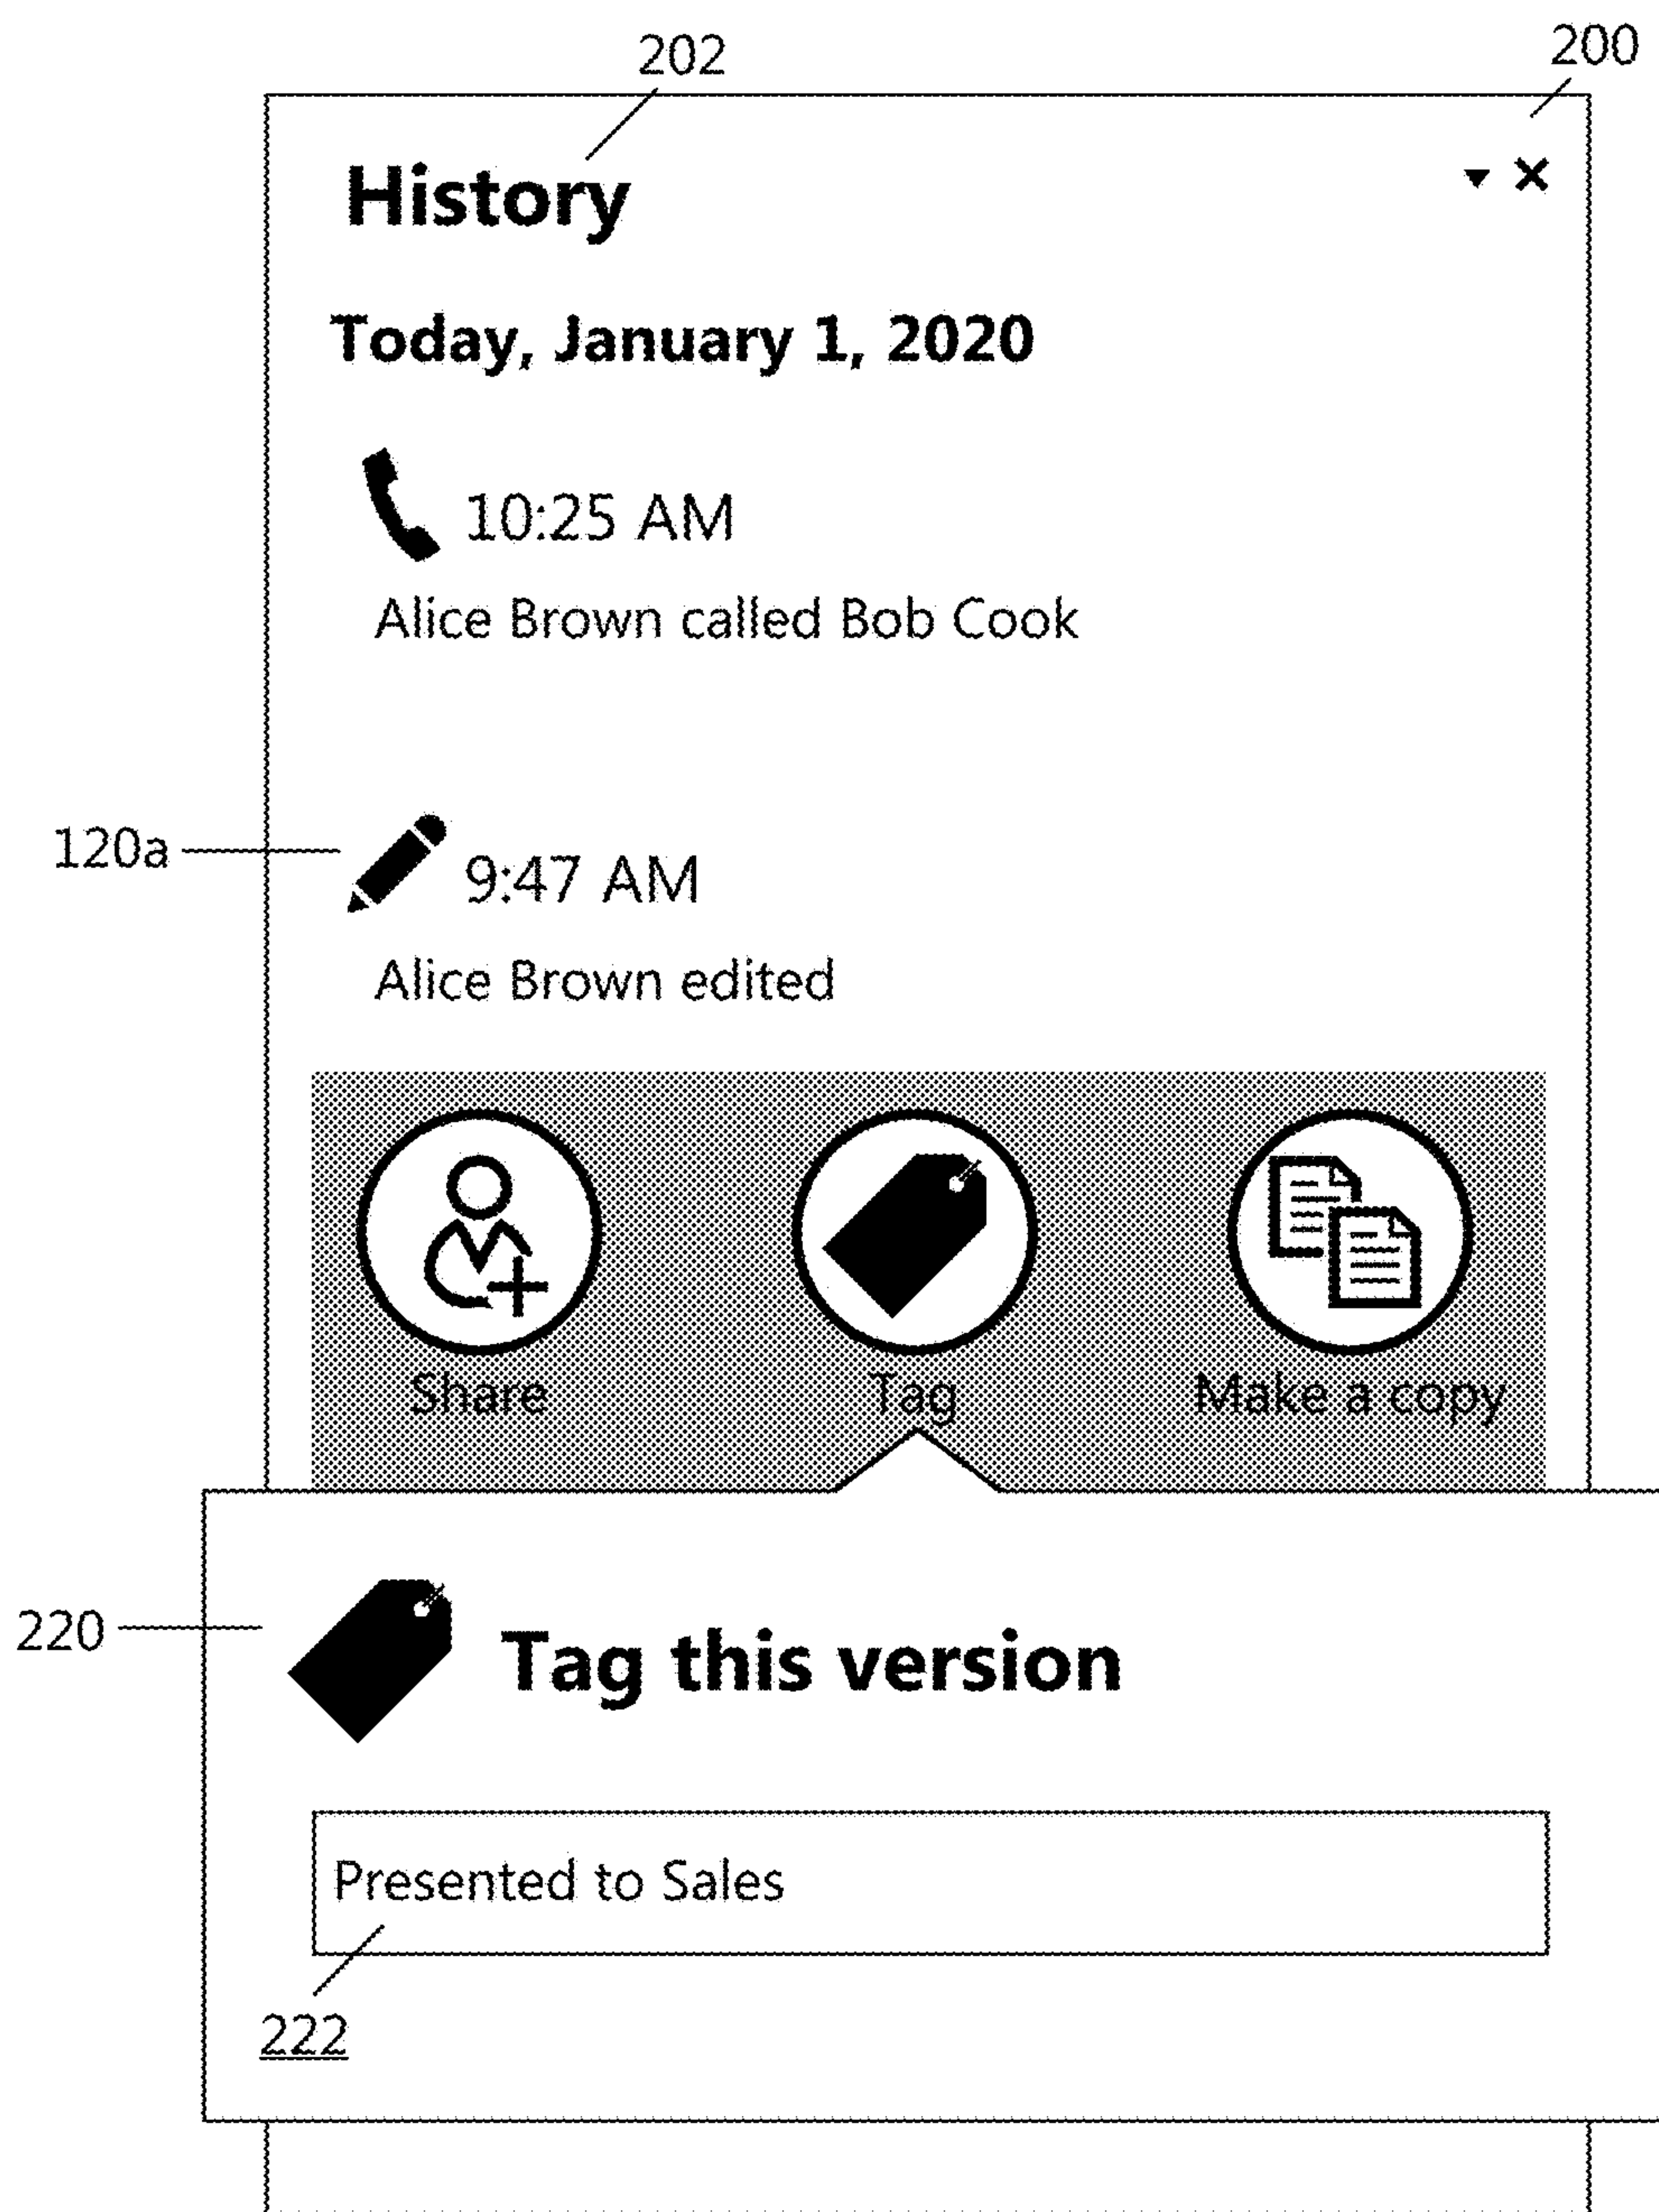 202
200
History
Today, January 1, 2020
10:25 AM
Alice Brown called Bob Cook
120a
9:47 AM
Alice Brown edited
Share
Tag
Make a copy
220
Tag this version
Presented to Sales
222